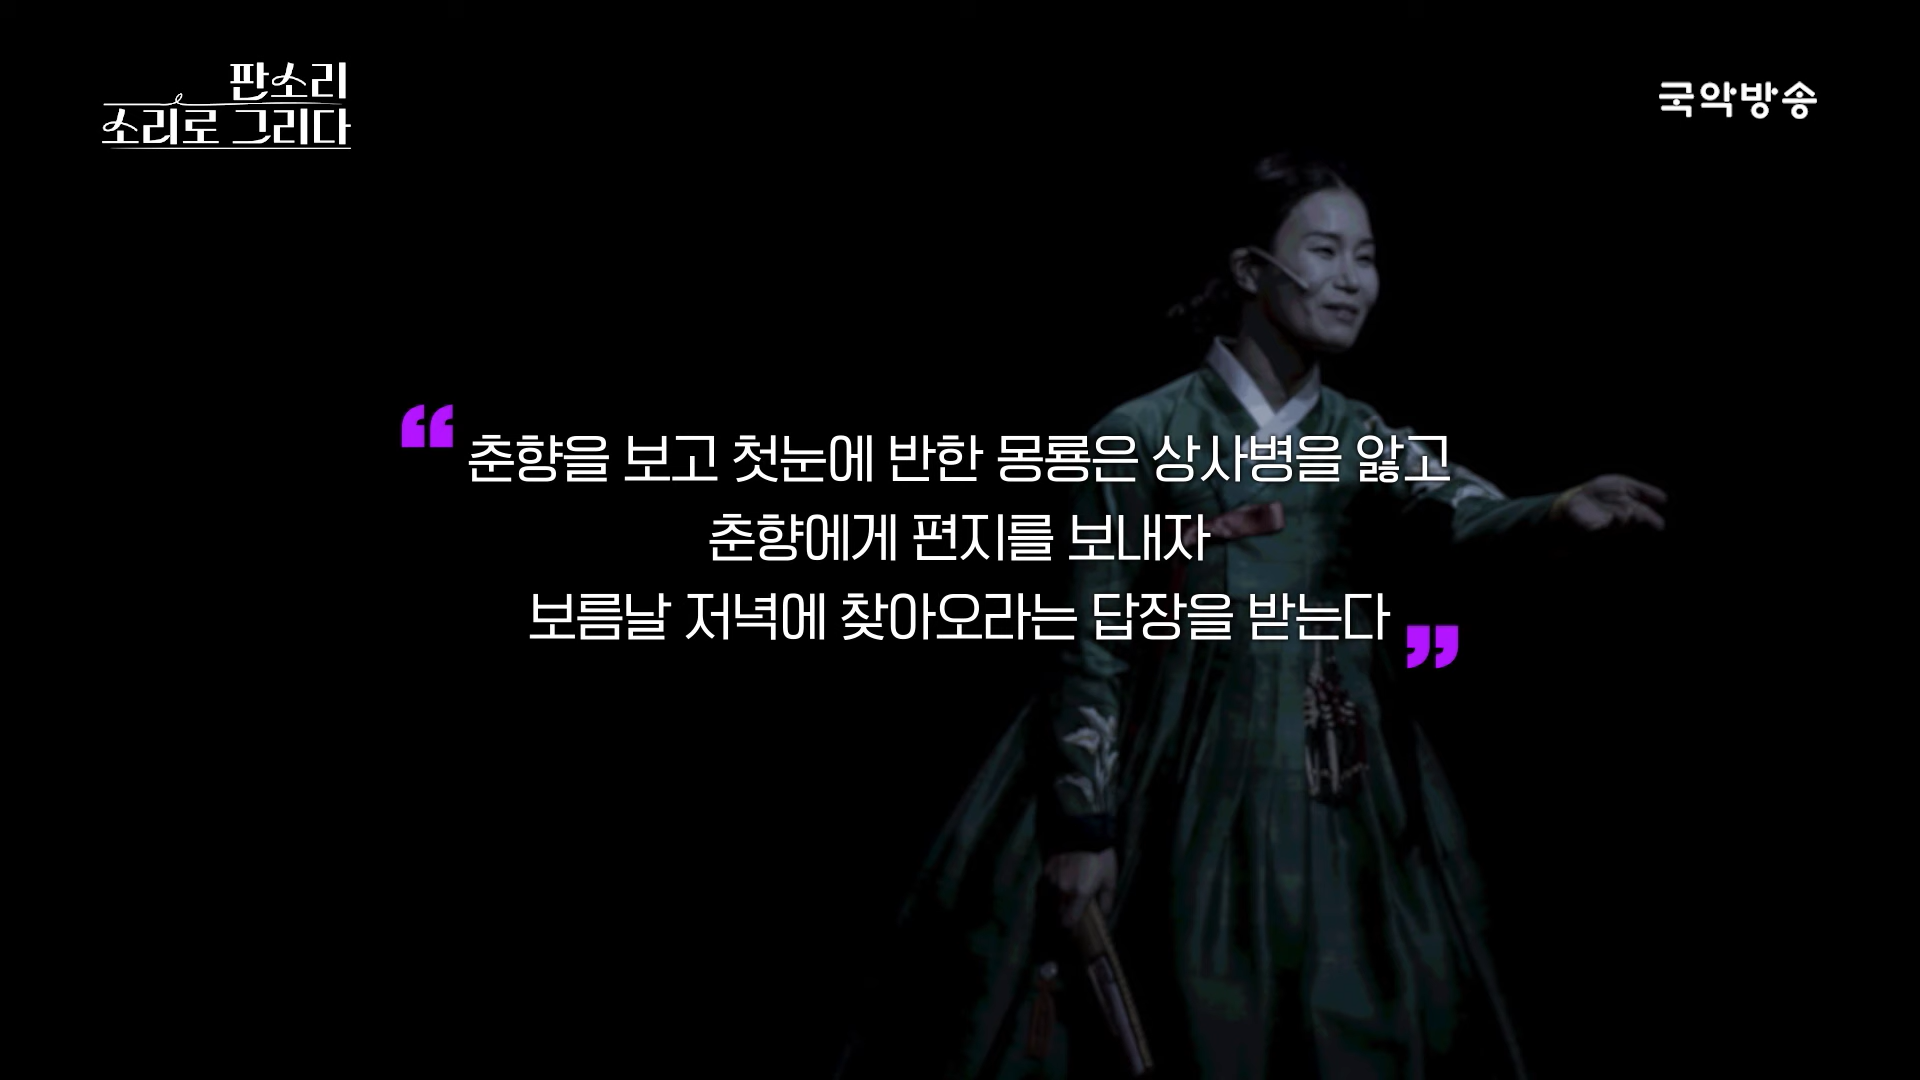 판소리
소리로 그리다
국악방송
“춘향을 보고 첫눈에 반한 몽룡은 상사병을 앓고
춘향에게 편지를 보내자
보름날 저녁에 찾아오라는 답장을 받는다”